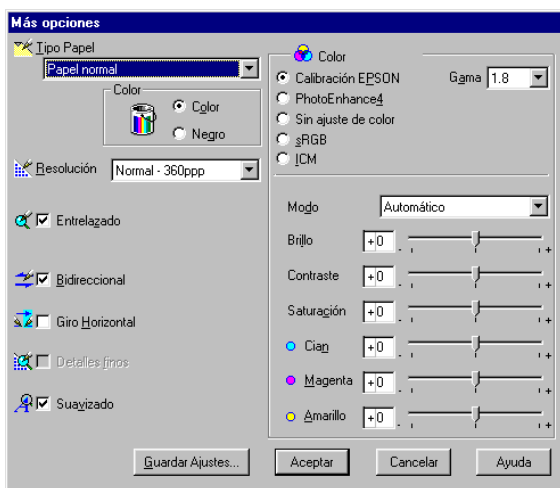 Más opciones
Tipo Papel
Papel normal
Color
Color
Negro
Resolución Normal - 360ppp
Entrelazado
Bidireccional
Giro Horizontal
Detalles finos
Suavizado
Color
Calibración EPSON Gama 1.8
PhotoEnhance4
Sin ajuste de color
sRGB
ICM
Modo Automático
Brillo +0 - +
Contraste +0 - +
Saturación +0 - +
Cian +0 - +
Magenta +0 - +
Amarillo +0 - +
Guardar Ajustes... Aceptar Cancelar Ayuda